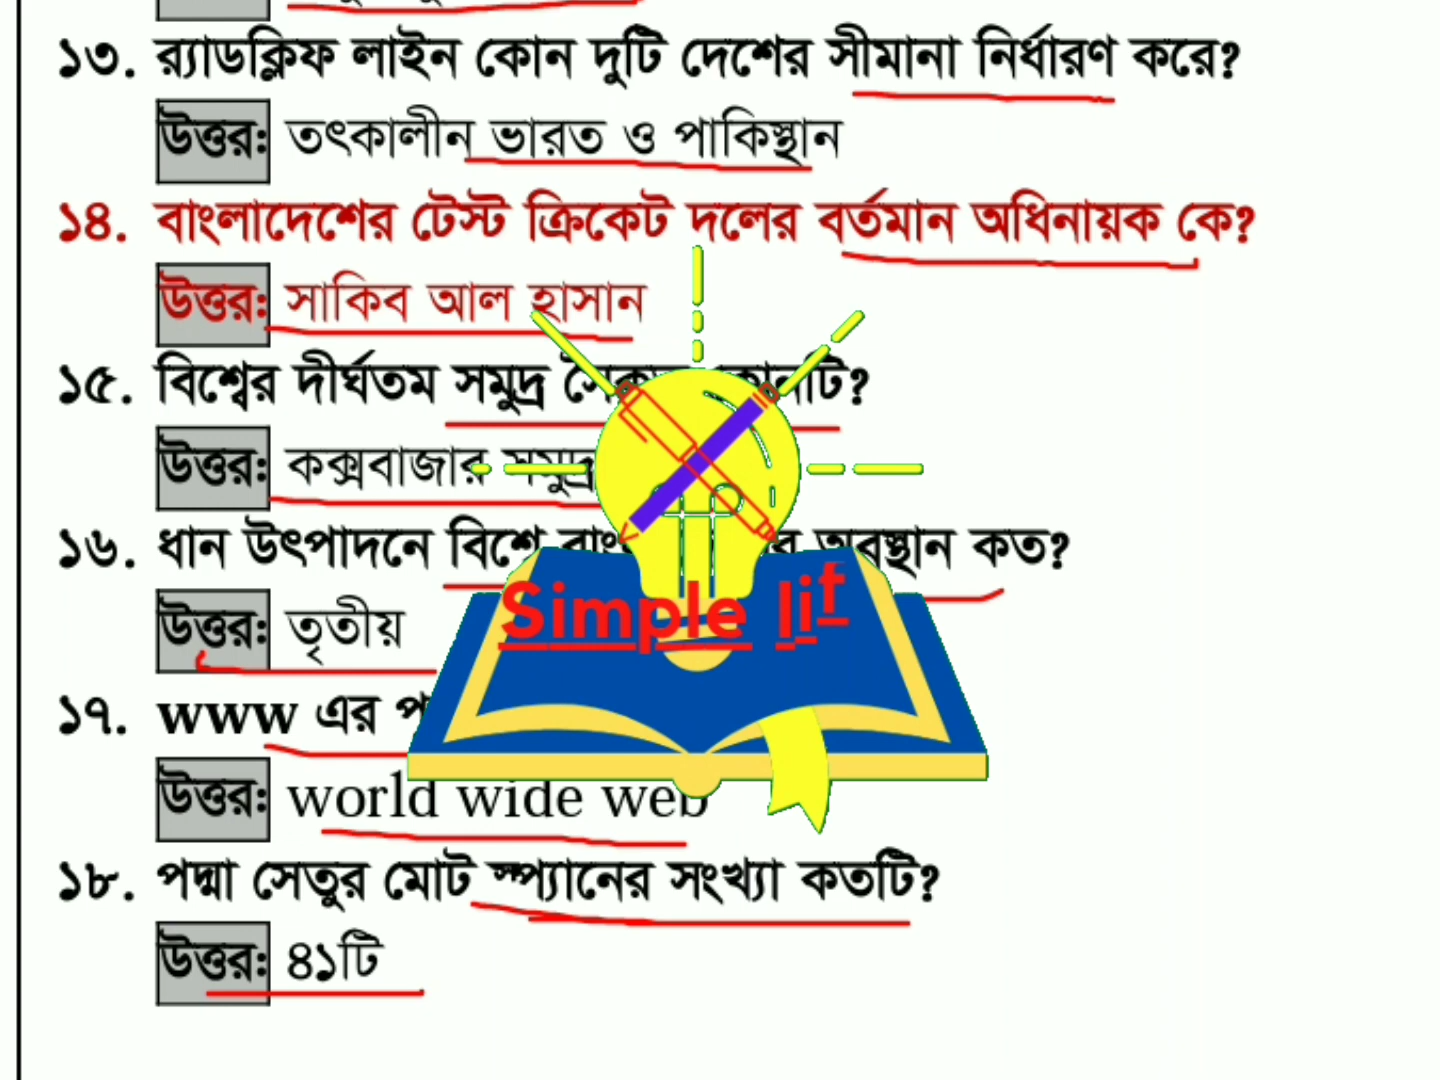 ১৩. র‍্যাডক্লিফ লাইন কোন দুটি দেশের সীমানা নির্ধারণ করে?
উত্তর: তৎকালীন ভারত ও পাকিস্থান
১৪. বাংলাদেশের টেস্ট ক্রিকেট দলের বর্তমান অধিনায়ক কে?
উত্তর: সাকিব আল হাসান
১৫. বিশ্বের দীর্ঘতম সমুদ্র
উত্তর: কক্সবাজার সমুদ্র
১৬. ধান উৎপাদনে বিশ্বে অবস্থান কত?
উত্তর: তৃতীয়
Simple lif
১৭. www এর
উত্তর: world wide web
১৮. পদ্মা সেতুর মোট স্প্যানের সংখ্যা কতটি?
উত্তর: ৪১টি